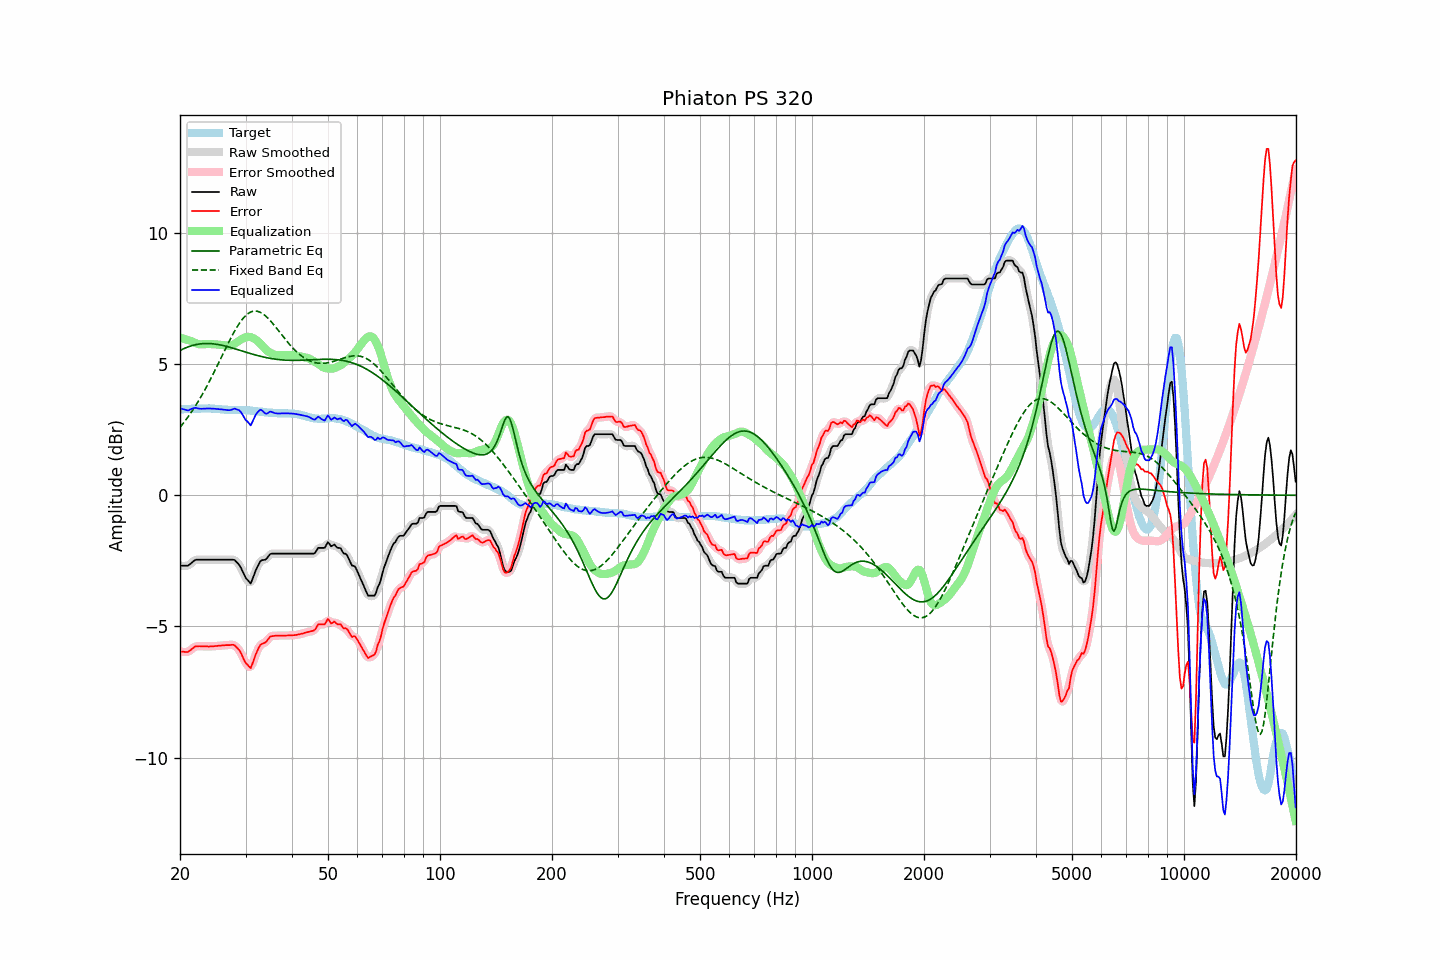 Phiaton PS 320
Target
Raw Smoothed
Error Smoothed
Raw
Error
Equalization
Parametric Eq
Fixed Band Eq
Equalized
Amplitude (dBr)
10
5
0
−5
−10
20 50 100 200 500 1000 2000 5000 10000 20000
Frequency (Hz)